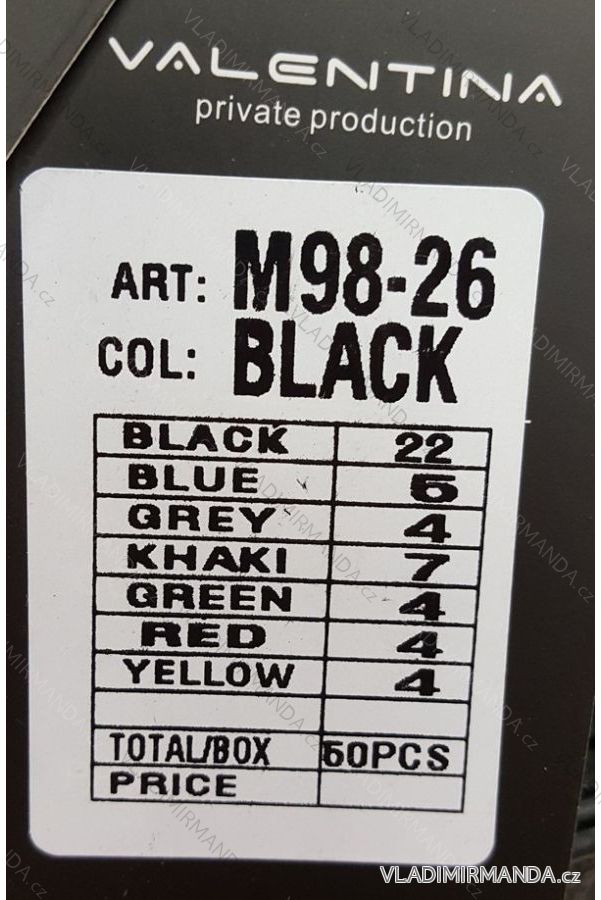 VALENTINA
private production
ART: M98-26
COL: BLACK
BLACK 22
BLUE 5
GREY 4
KHAKI 7
GREEN 4
RED 4
YELLOW 4
TOTAL/BOX 50PCS
PRICE
VLADIMIRMANDA.cz